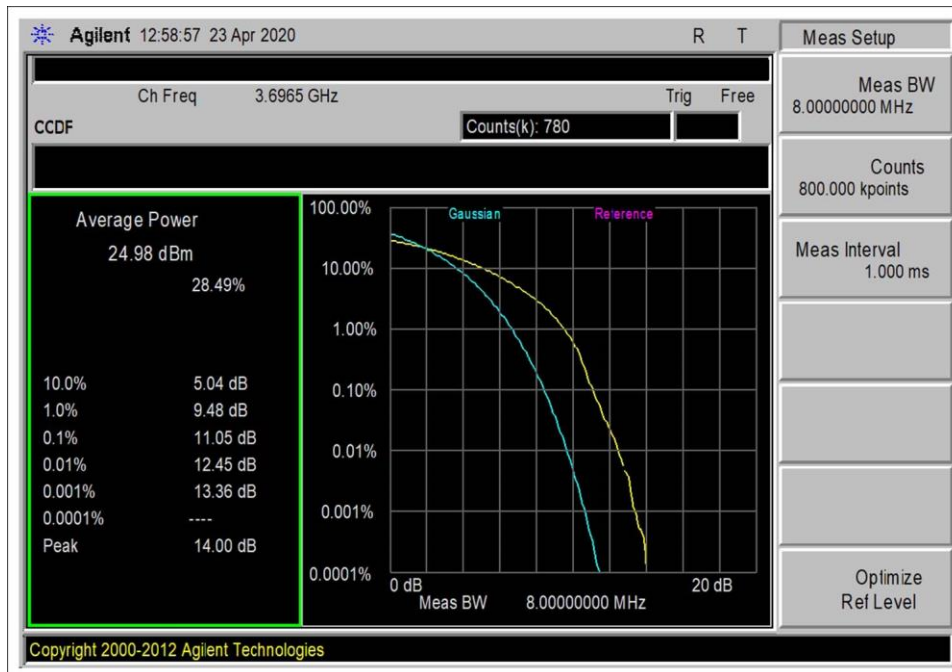 Agilent 12:58:57 23 Apr 2020 R T
Meas Setup
Ch Freq 3.6965 GHz Trig Free
CCDF Counts(k): 780
Meas BW
8.00000000 MHz
Counts
800.000 kpoints
Meas Interval
1.000 ms
Optimize
Ref Level
Average Power
24.98 dBm
28.49%
10.0% 5.04 dB
1.0% 9.48 dB
0.1% 11.05 dB
0.01% 12.45 dB
0.001% 13.36 dB
0.0001% ----
Peak 14.00 dB
100.00%
Gaussian Reference
10.00%
1.00%
0.10%
0.01%
0.001%
0.0001%
0 dB 20 dB
Meas BW 8.00000000 MHz
Copyright 2000-2012 Agilent Technologies